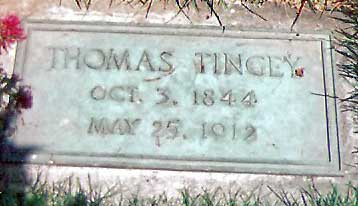 THOMAS TINGEY
OCT. 3, 1844
MAY 25, 1912